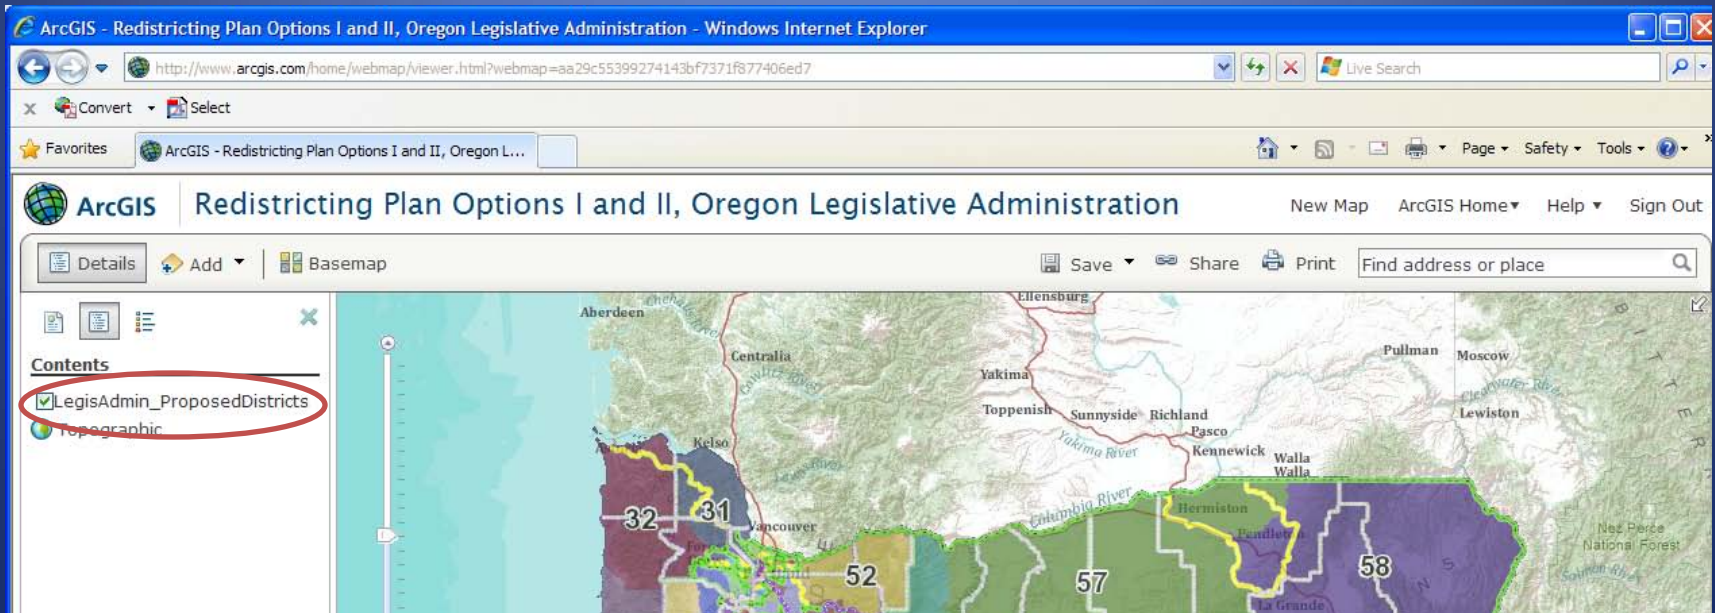 ArcGIS - Redistricting Plan Options I and II, Oregon Legislative Administration - Windows Internet Explorer
http://www.arcgis.com/home/webmap/viewer.html?webmap=aa29c55399274143bf7371f877406ed7
Live Search
x Convert Select
Favorites
ArcGIS - Redistricting Plan Options I and II, Oregon L...
Page Safety Tools
ArcGIS Redistricting Plan Options I and II, Oregon Legislative Administration
New Map ArcGIS Home Help Sign Out
Details Add Basemap
Save Share Print Find address or place
Contents
LegisAdmin_ProposedDistricts
Topographic
Aberdeen
Ellensburg
Centralia
Pullman
Moscow
Yakima
Clearwater River
Toppenish
Sunnyside
Richland
Lewiston
Pasco
Yakima River
Kennewick
Walla
Walla
Kelso
Columbia River
Hermiston
32
31
Vancouver
Nez Perce
National Forest
Pendleton
52
57
58
Salmon River
La Grande